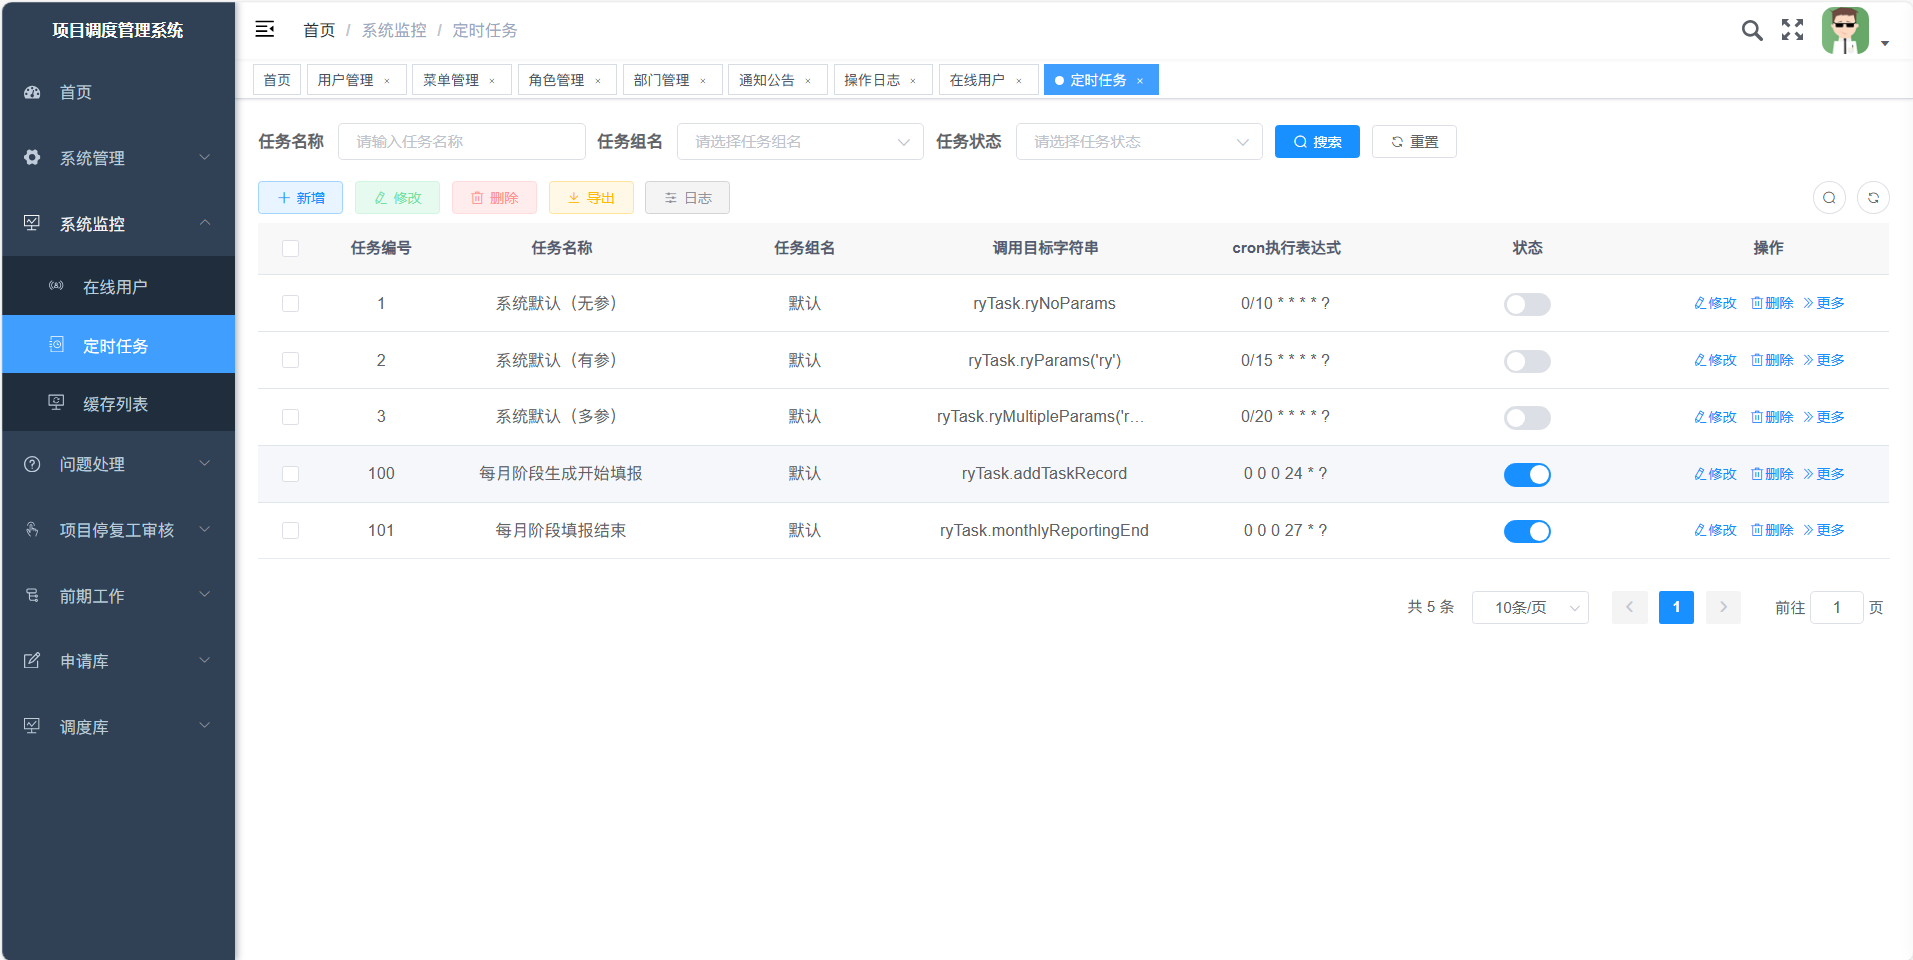 项目调度管理系统
首页 / 系统监控 / 定时任务
首页
系统管理
系统监控
在线用户
定时任务
缓存列表
问题处理
项目停复工审核
前期工作
申请库
调度库
首页 用户管理 × 菜单管理 × 角色管理 × 部门管理 × 通知公告 × 操作日志 × 在线用户 × 定时任务 ×
任务名称 请输入任务名称 任务组名 请选择任务组名 任务状态 请选择任务状态 搜索 重置
新增 修改 删除 导出 日志
任务编号 任务名称 任务组名 调用目标字符串 cron执行表达式 状态 操作
1 系统默认（无参） 默认 ryTask.ryNoParams 0/10 * * * * ? 修改 删除 更多
2 系统默认（有参） 默认 ryTask.ryParams('ry') 0/15 * * * * ? 修改 删除 更多
3 系统默认（多参） 默认 ryTask.ryMultipleParams('r... 0/20 * * * * ? 修改 删除 更多
100 每月阶段生成开始填报 默认 ryTask.addTaskRecord 0 0 0 24 * ? 修改 删除 更多
101 每月阶段填报结束 默认 ryTask.monthlyReportingEnd 0 0 0 27 * ? 修改 删除 更多
共 5 条 10条/页 1 前往 1 页